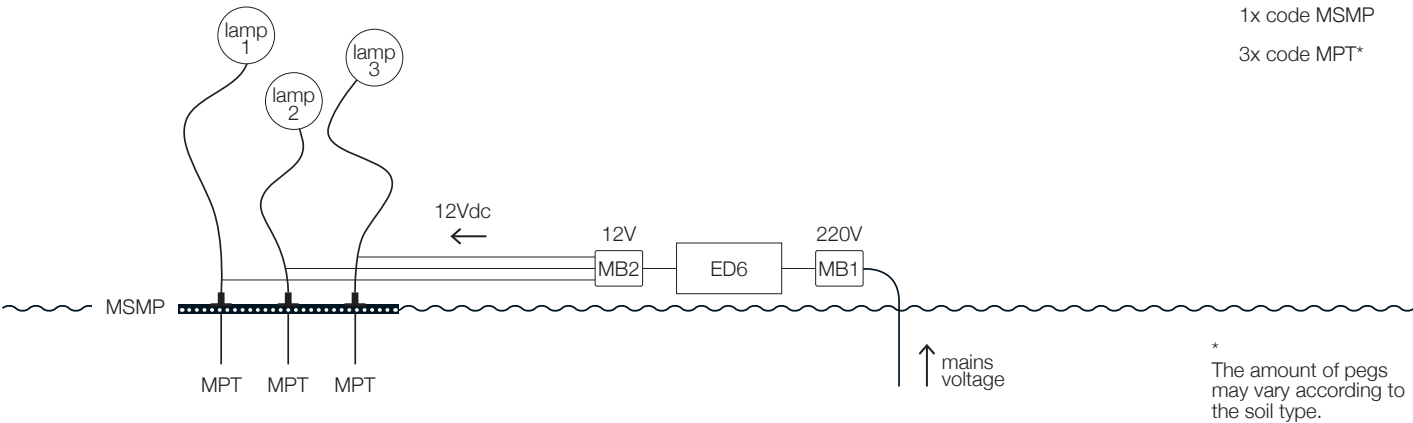 1x code MSMP
3x code MPT*
lamp
1
lamp
2
lamp
3
12Vdc
12V
220V
MB2
ED6
MB1
MSMP
MPT
MPT
MPT
mains
voltage
*
The amount of pegs
may vary according to
the soil type.